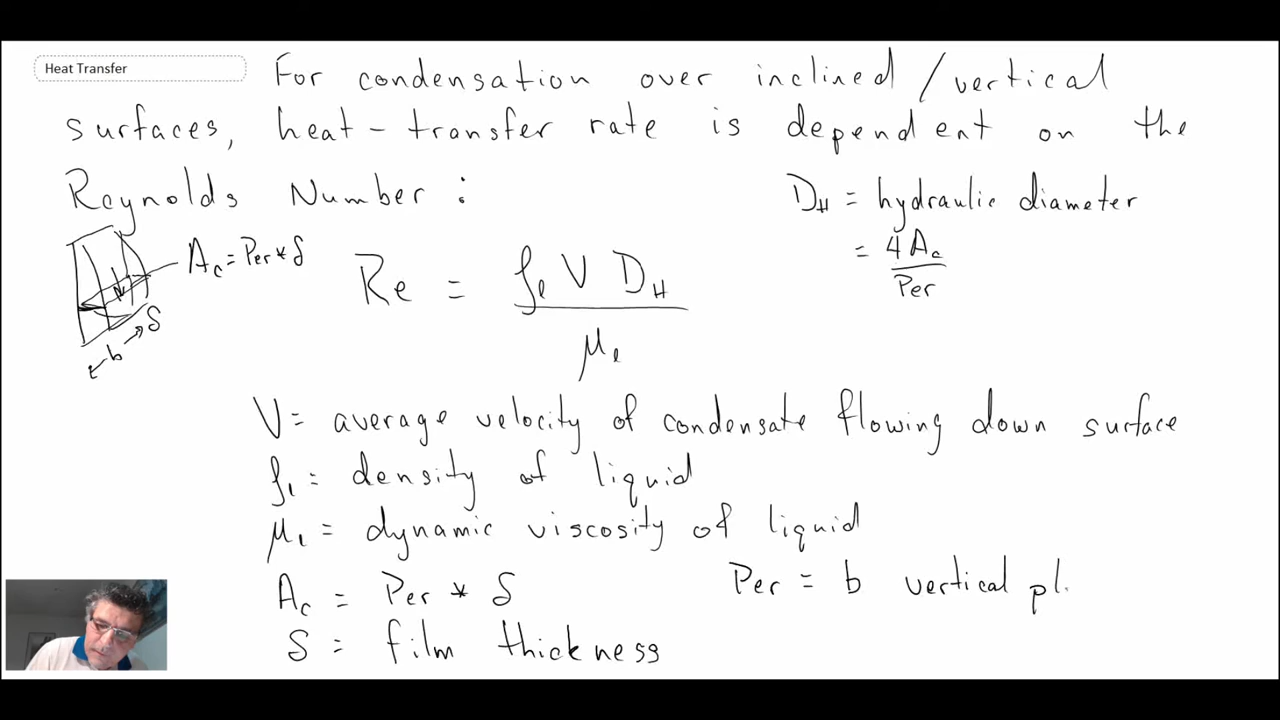 Heat Transfer
For condensation over inclined / vertical
surfaces, heat-transfer rate is dependent on the
Reynolds Number :
D_H = hydraulic diameter
= 4A_c / Per
A_c = Per * δ
Re = ρ_l V D_H / μ_l
δ
b
V = average velocity of condensate flowing down surface
ρ_l = density of liquid
μ_l = dynamic viscosity of liquid
A_c = Per * δ
Per = b vertical pl
δ = film thickness